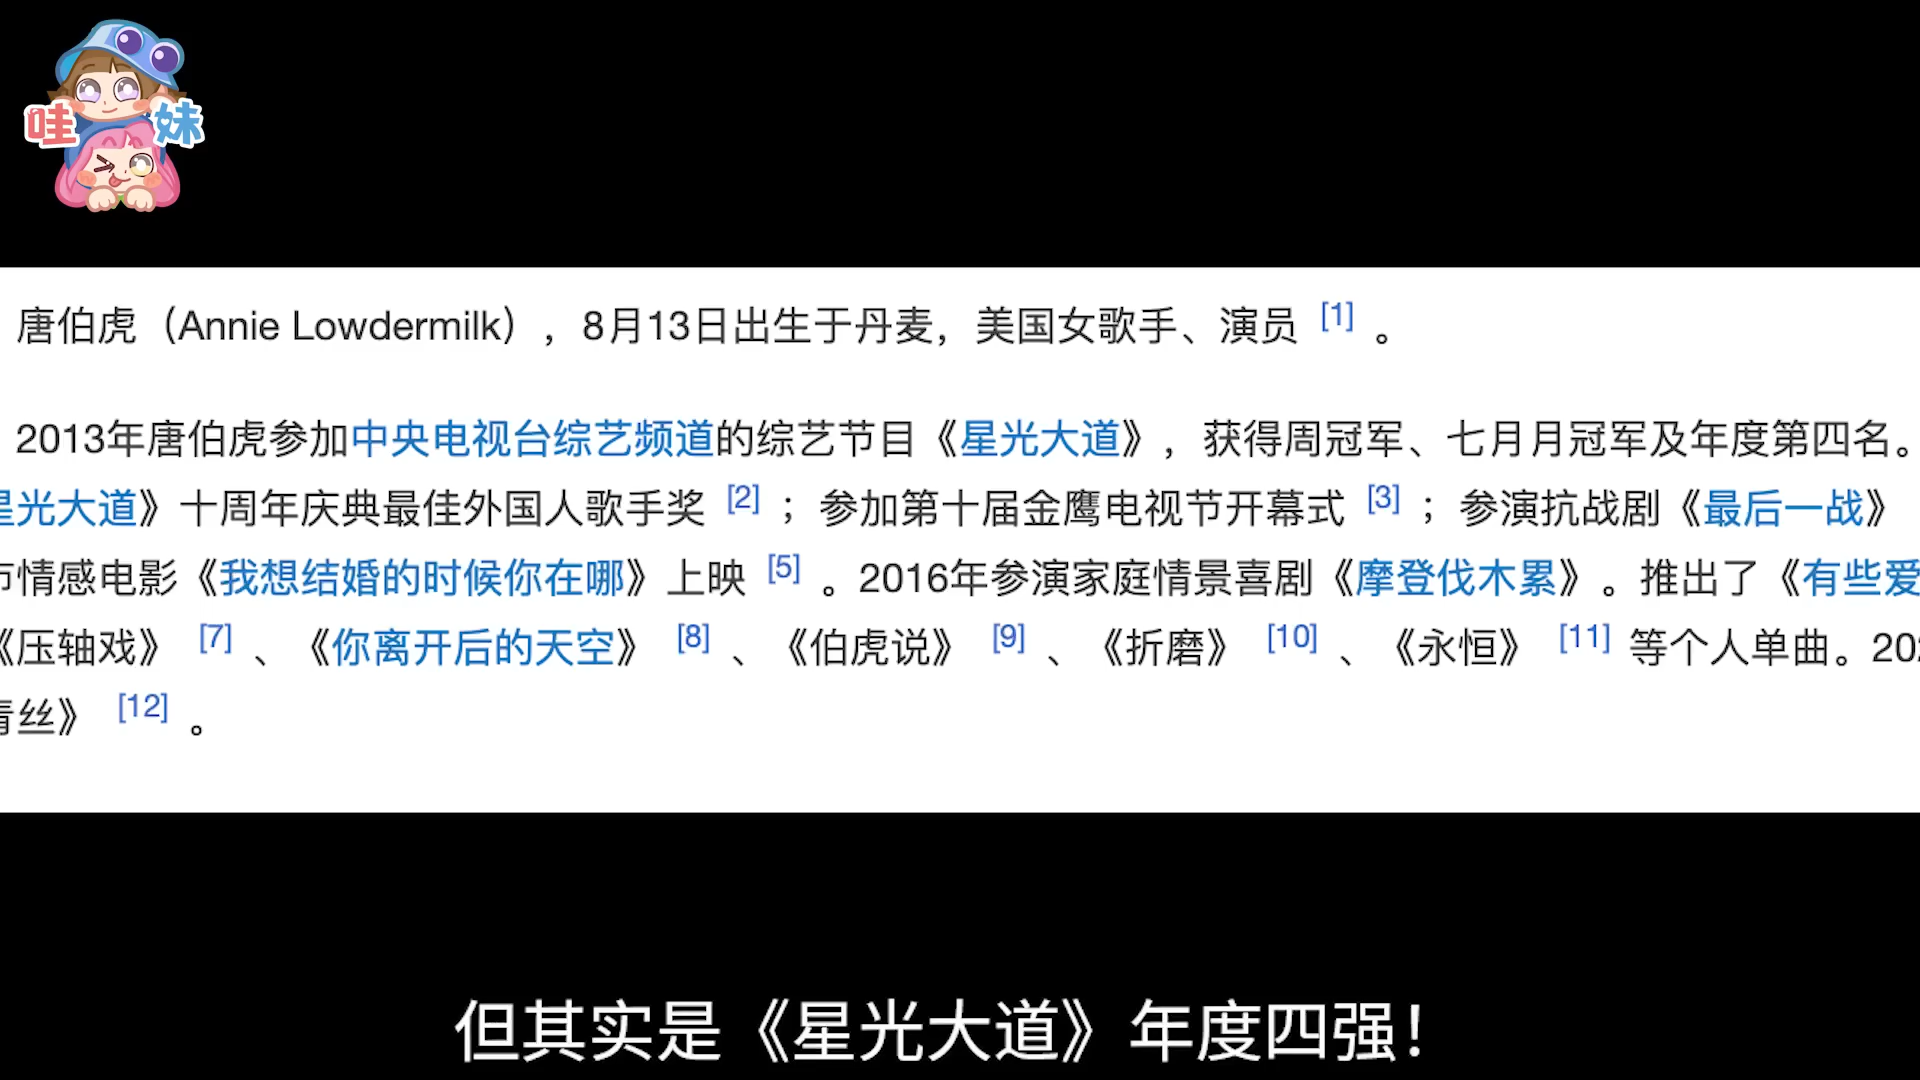 哇妹
唐伯虎（Annie Lowdermilk），8月13日出生于丹麦，美国女歌手、演员 [1] 。
2013年唐伯虎参加中央电视台综艺频道的综艺节目《星光大道》，获得周冠军、七月月冠军及年度第四名。
星光大道》十周年庆典最佳外国人歌手奖 [2] ；参加第十届金鹰电视节开幕式 [3] ；参演抗战剧《最后一战》
情感电影《我想结婚的时候你在哪》上映 [5] 。2016年参演家庭情景喜剧《摩登伐木累》。推出了《有些爱
《压轴戏》 [7] 、《你离开后的天空》 [8] 、《伯虎说》 [9] 、《折磨》 [10] 、《永恒》 [11] 等个人单曲。20
丝》 [12] 。
但其实是《星光大道》年度四强！